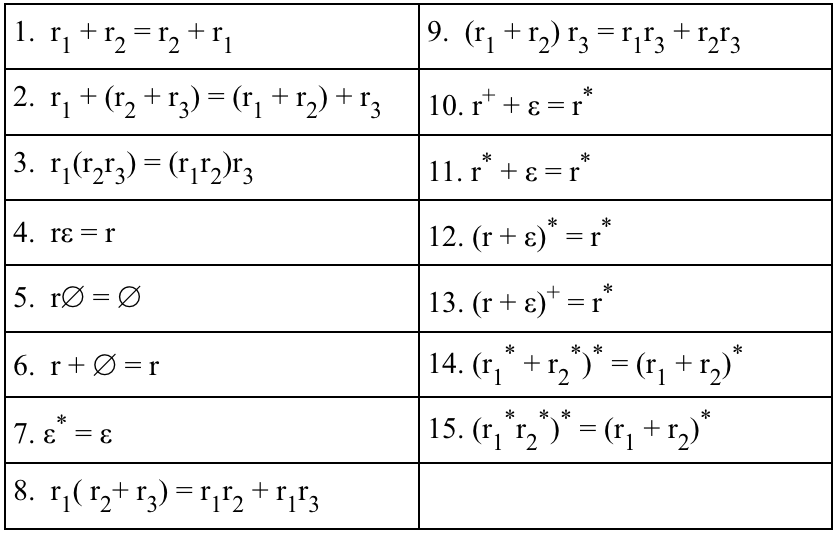 1. r₁ + r₂ = r₂ + r₁
2. r₁ + (r₂ + r₃) = (r₁ + r₂) + r₃
3. r₁(r₂r₃) = (r₁r₂)r₃
4. rε = r
5. r∅ = ∅
6. r + ∅ = r
7. ε* = ε
8. r₁( r₂+ r₃) = r₁r₂ + r₁r₃
9. (r₁ + r₂) r₃ = r₁r₃ + r₂r₃
10. r⁺ + ε = r*
11. r* + ε = r*
12. (r + ε)* = r*
13. (r + ε)⁺ = r*
14. (r₁* + r₂*)* = (r₁ + r₂)*
15. (r₁*r₂*)* = (r₁ + r₂)*